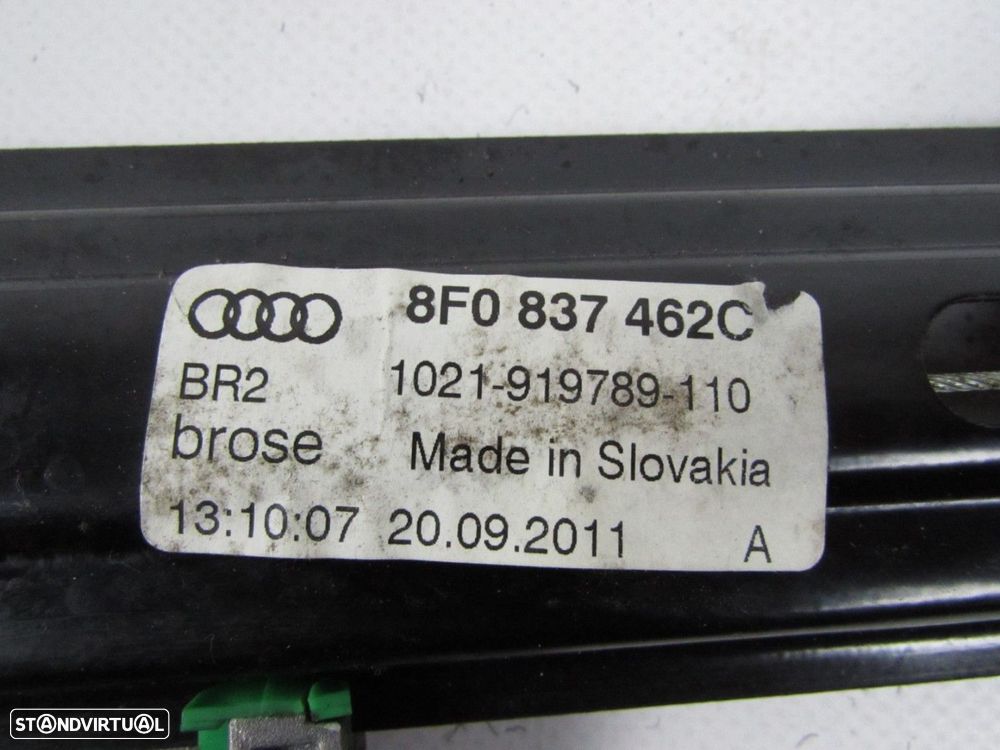 8F0 837 462C
BR2 1021-919789-110
brose Made in Slovakia
13:10:07 20.09.2011 A
STANDVIRTUAL